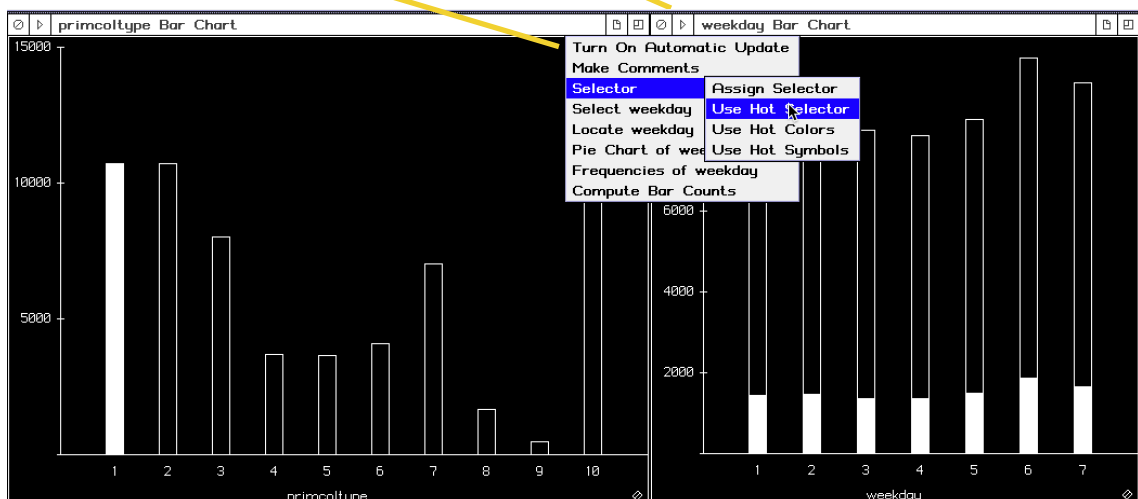 primcoltype Bar Chart
weekday Bar Chart
Turn On Automatic Update
Make Comments
Selector
Select weekday
Locate weekday
Pie Chart of wee
Frequencies of weekday
Compute Bar Counts
Assign Selector
Use Hot Selector
Use Hot Colors
Use Hot Symbols
15000
10000
5000
1 2 3 4 5 6 7 8 9 10
primcoltype
6000
4000
2000
1 2 3 4 5 6 7
weekday